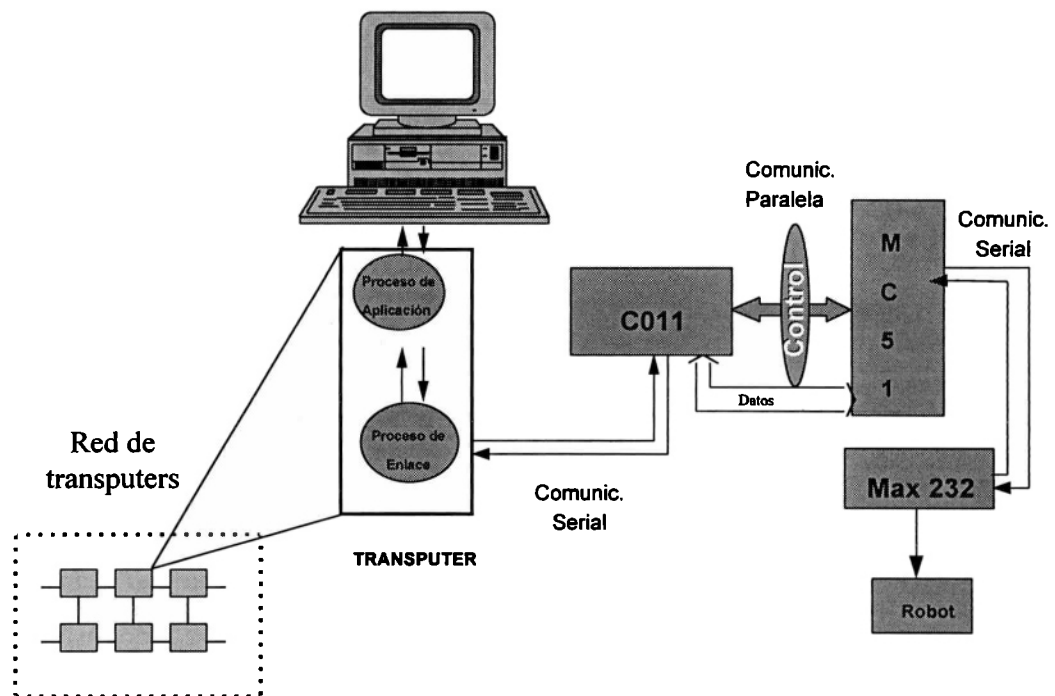 Proceso de
Aplicación
Proceso de
Enlace
TRANSPUTER
Red de
transputers
Comunic.
Serial
C011
Comunic.
Paralela
Control
Datos
M
C
5
1
Comunic.
Serial
Max 232
Robot